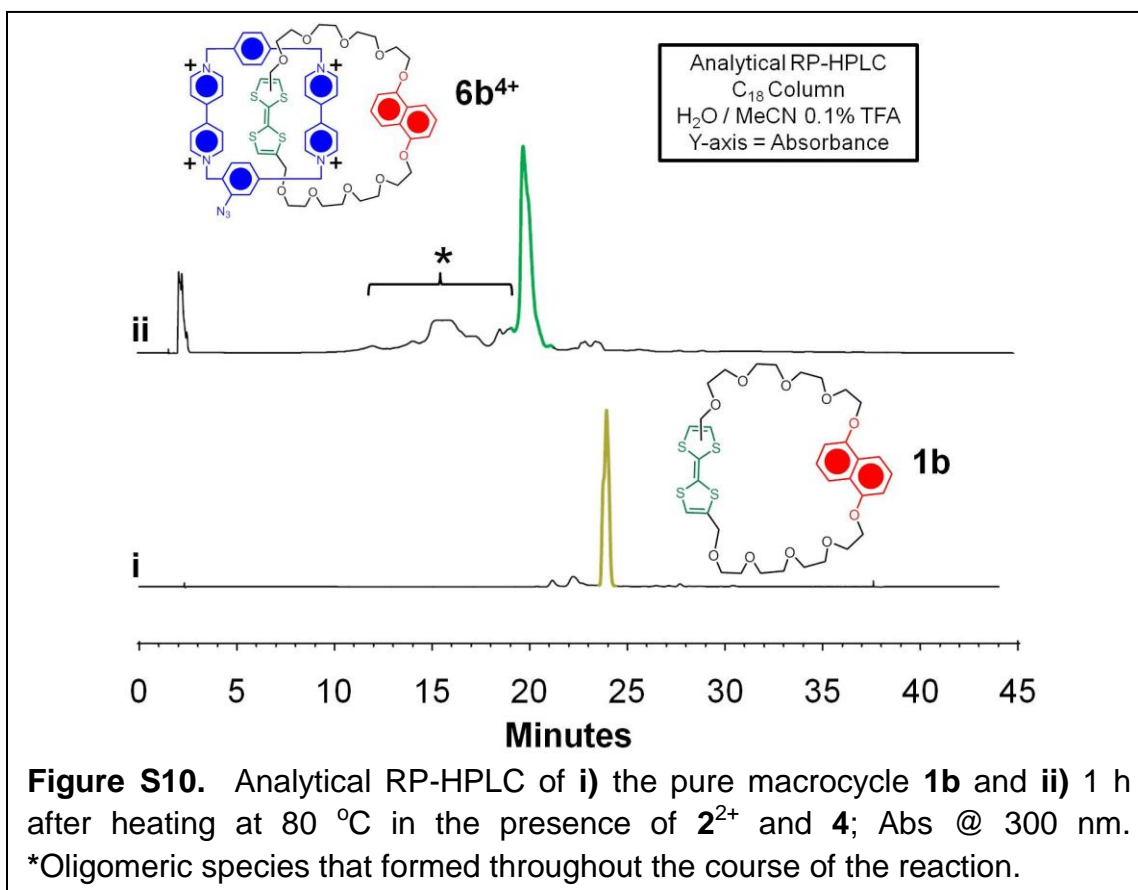 6b4+
Analytical RP-HPLC
C18 Column
H2O / MeCN 0.1% TFA
Y-axis = Absorbance
+
+
+
+
N
N
N
N
S
S
S
S
O
O
O
O
O
O
O
O
O
O
N3
*
ii
1b
O
O
O
O
O
O
O
O
O
O
S
S
S
S
i
0 5 10 15 20 25 30 35 40 45
Minutes
Figure S10. Analytical RP-HPLC of i) the pure macrocycle 1b and ii) 1 h
after heating at 80 oC in the presence of 22+ and 4; Abs @ 300 nm.
*Oligomeric species that formed throughout the course of the reaction.